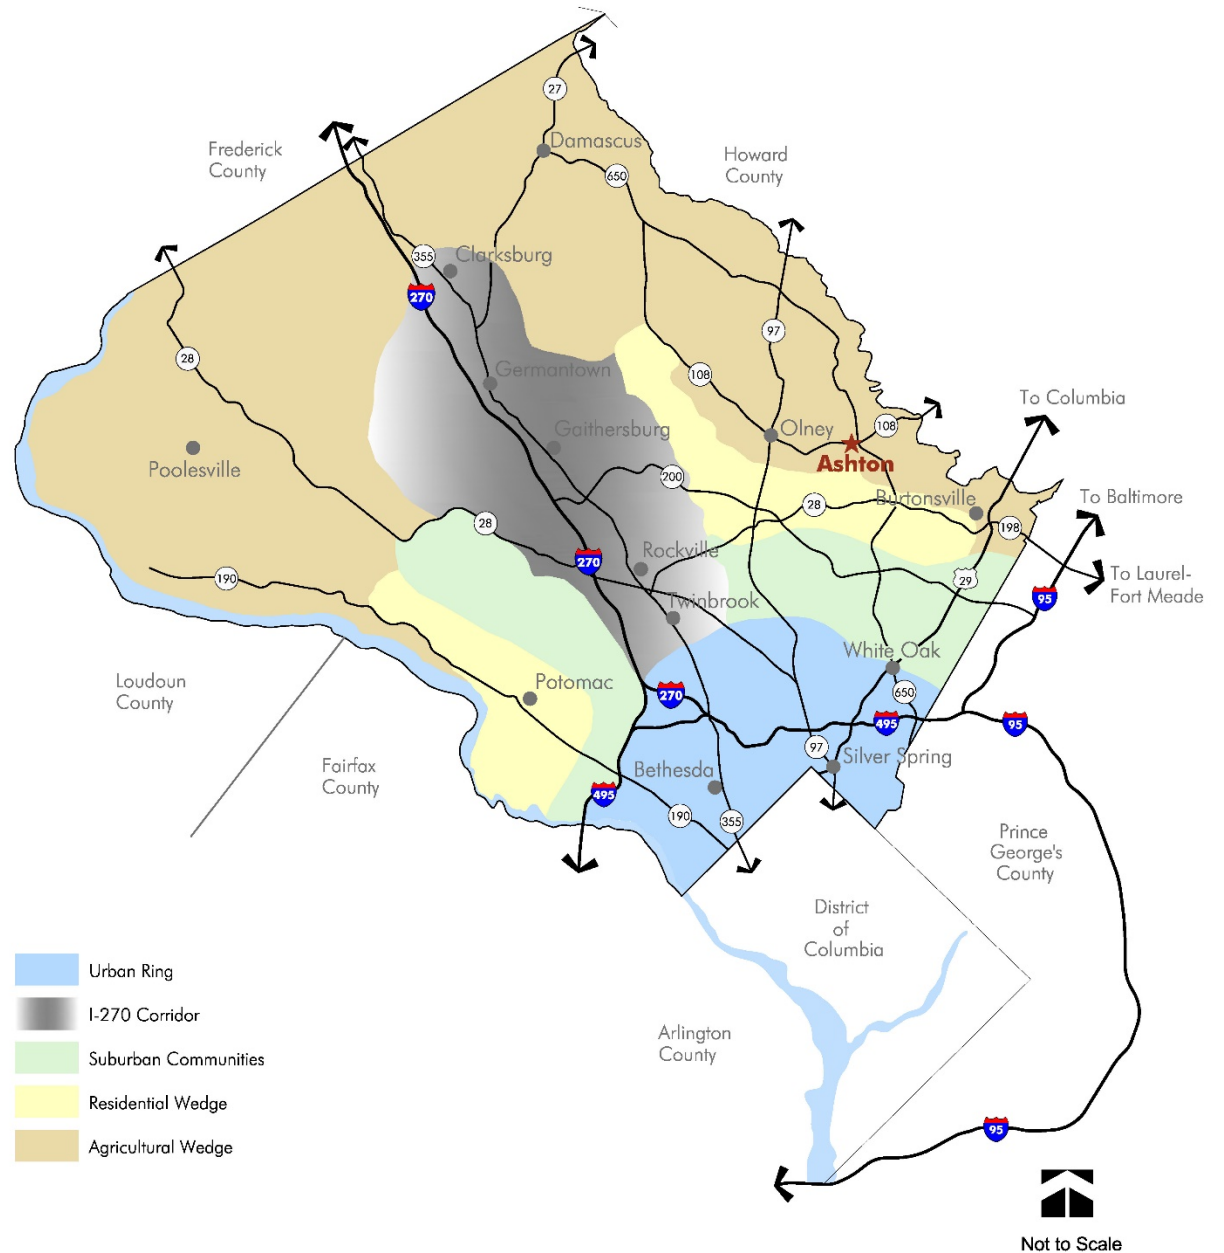 27
Damascus
Frederick
County
Howard
County
650
355
Clarksburg
270
28
97
Germantown
108
To Columbia
Olney
108
Gaithersburg
Ashton
Poolesville
200
To Baltimore
28
Burtonsville
28
198
Rockville
270
190
29
To Laurel-
Fort Meade
95
Twinbrook
White Oak
Loudoun
County
Potomac
270
650
495
95
97
Silver Spring
Fairfax
County
Bethesda
495
190
355
Prince
George's
County
District
of
Columbia
Urban Ring
I-270 Corridor
Arlington
County
Suburban Communities
Residential Wedge
95
Agricultural Wedge
Not to Scale